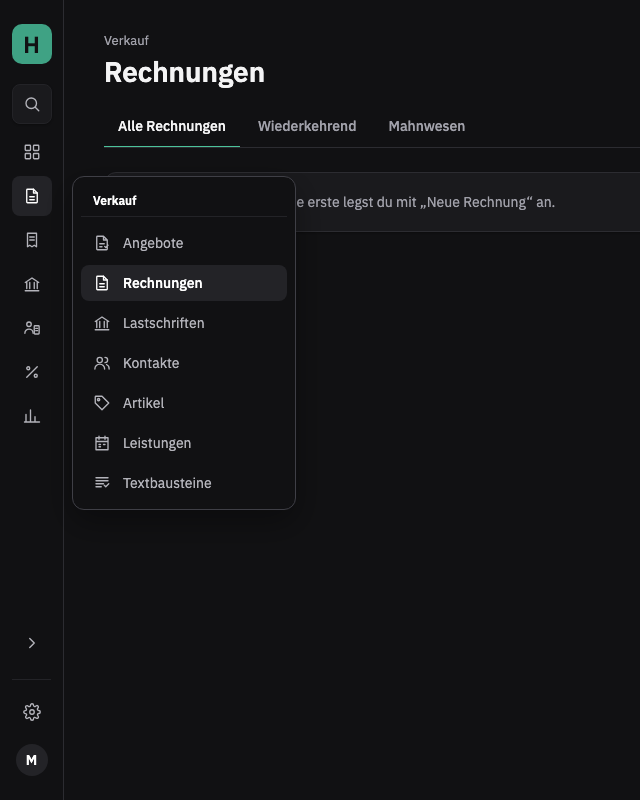 H
Verkauf
Rechnungen
Alle Rechnungen Wiederkehrend Mahnwesen
e erste legst du mit „Neue Rechnung“ an.
Verkauf
Angebote
Rechnungen
Lastschriften
Kontakte
Artikel
Leistungen
Textbausteine
M